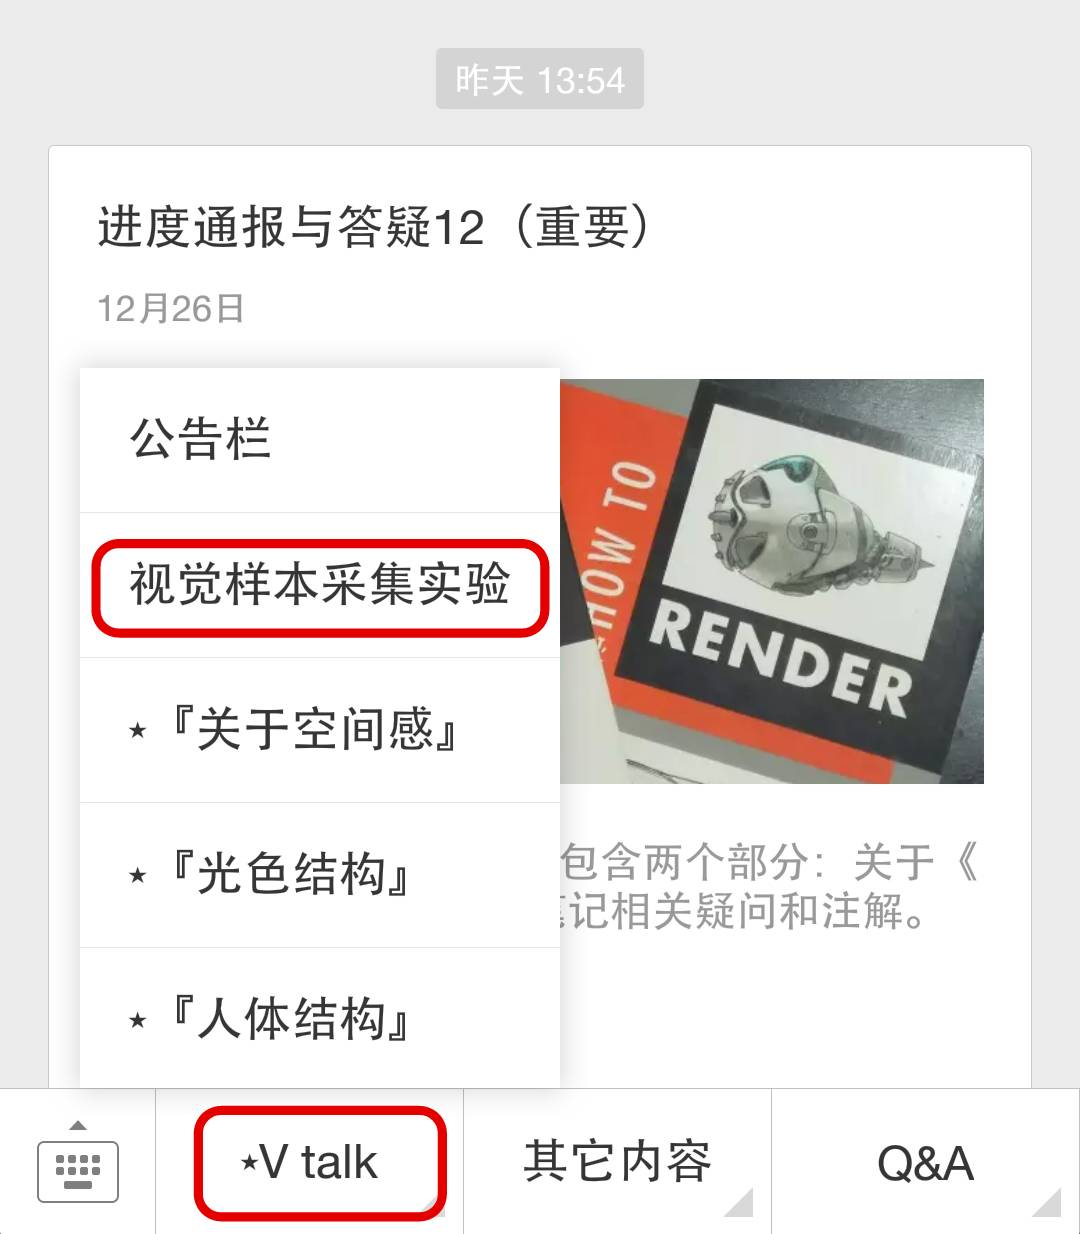 昨天 13:54
进度通报与答疑12（重要）
12月26日
公告栏
视觉样本采集实验
★『关于空间感』
★『光色结构』
★『人体结构』
HOW TO
RENDER
包含两个部分：关于《
记相关疑问和注解。
★V talk
其它内容
Q&A